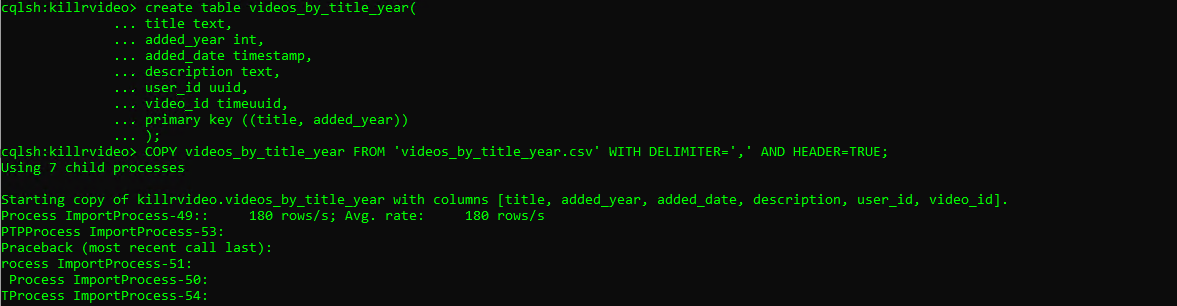 cqlsh:killrvideo> create table videos_by_title_year(
... title text,
... added_year int,
... added_date timestamp,
... description text,
... user_id uuid,
... video_id timeuuid,
... primary key ((title, added_year))
... );
cqlsh:killrvideo> COPY videos_by_title_year FROM 'videos_by_title_year.csv' WITH DELIMITER=',' AND HEADER=TRUE;
Using 7 child processes
Starting copy of killrvideo.videos_by_title_year with columns [title, added_year, added_date, description, user_id, video_id].
Process ImportProcess-49:: 180 rows/s; Avg. rate: 180 rows/s
PTPProcess ImportProcess-53:
Praceback (most recent call last):
rocess ImportProcess-51:
Process ImportProcess-50:
TProcess ImportProcess-54: